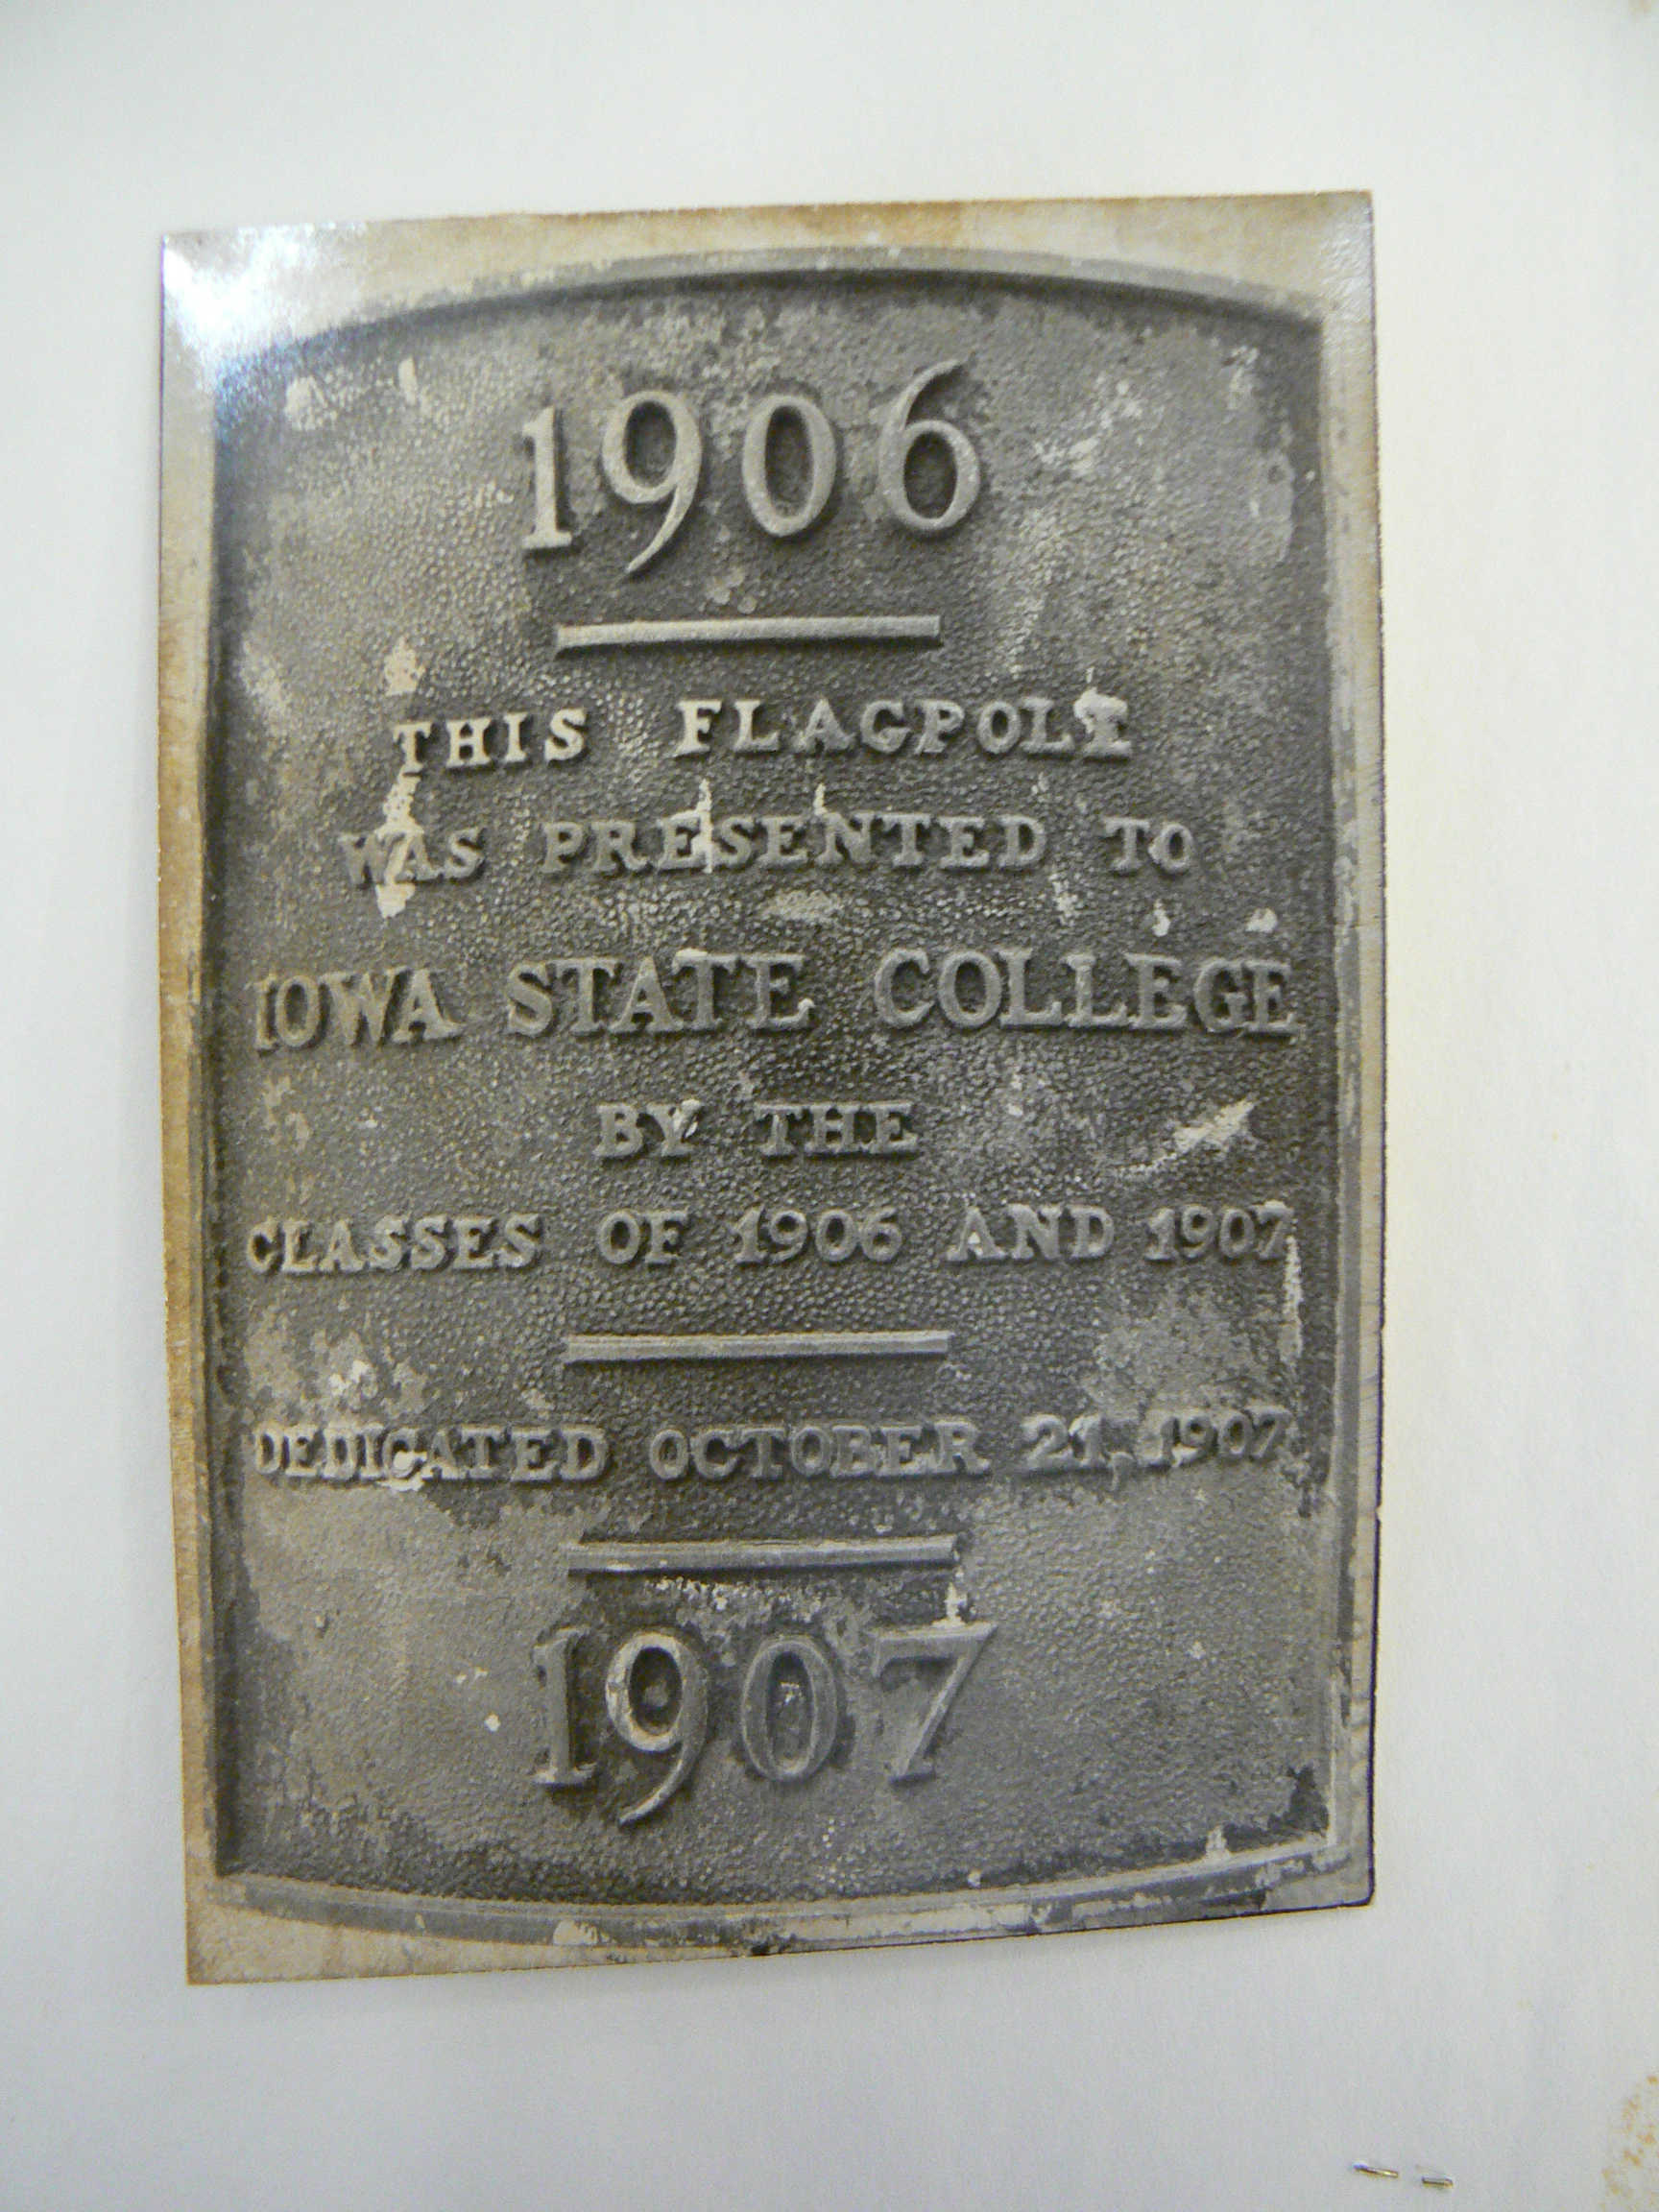 1906
THIS FLAGPOLE
WAS PRESENTED TO
IOWA STATE COLLEGE
BY THE
CLASSES OF 1906 AND 1907
DEDICATED OCTOBER 21, 1907
1907